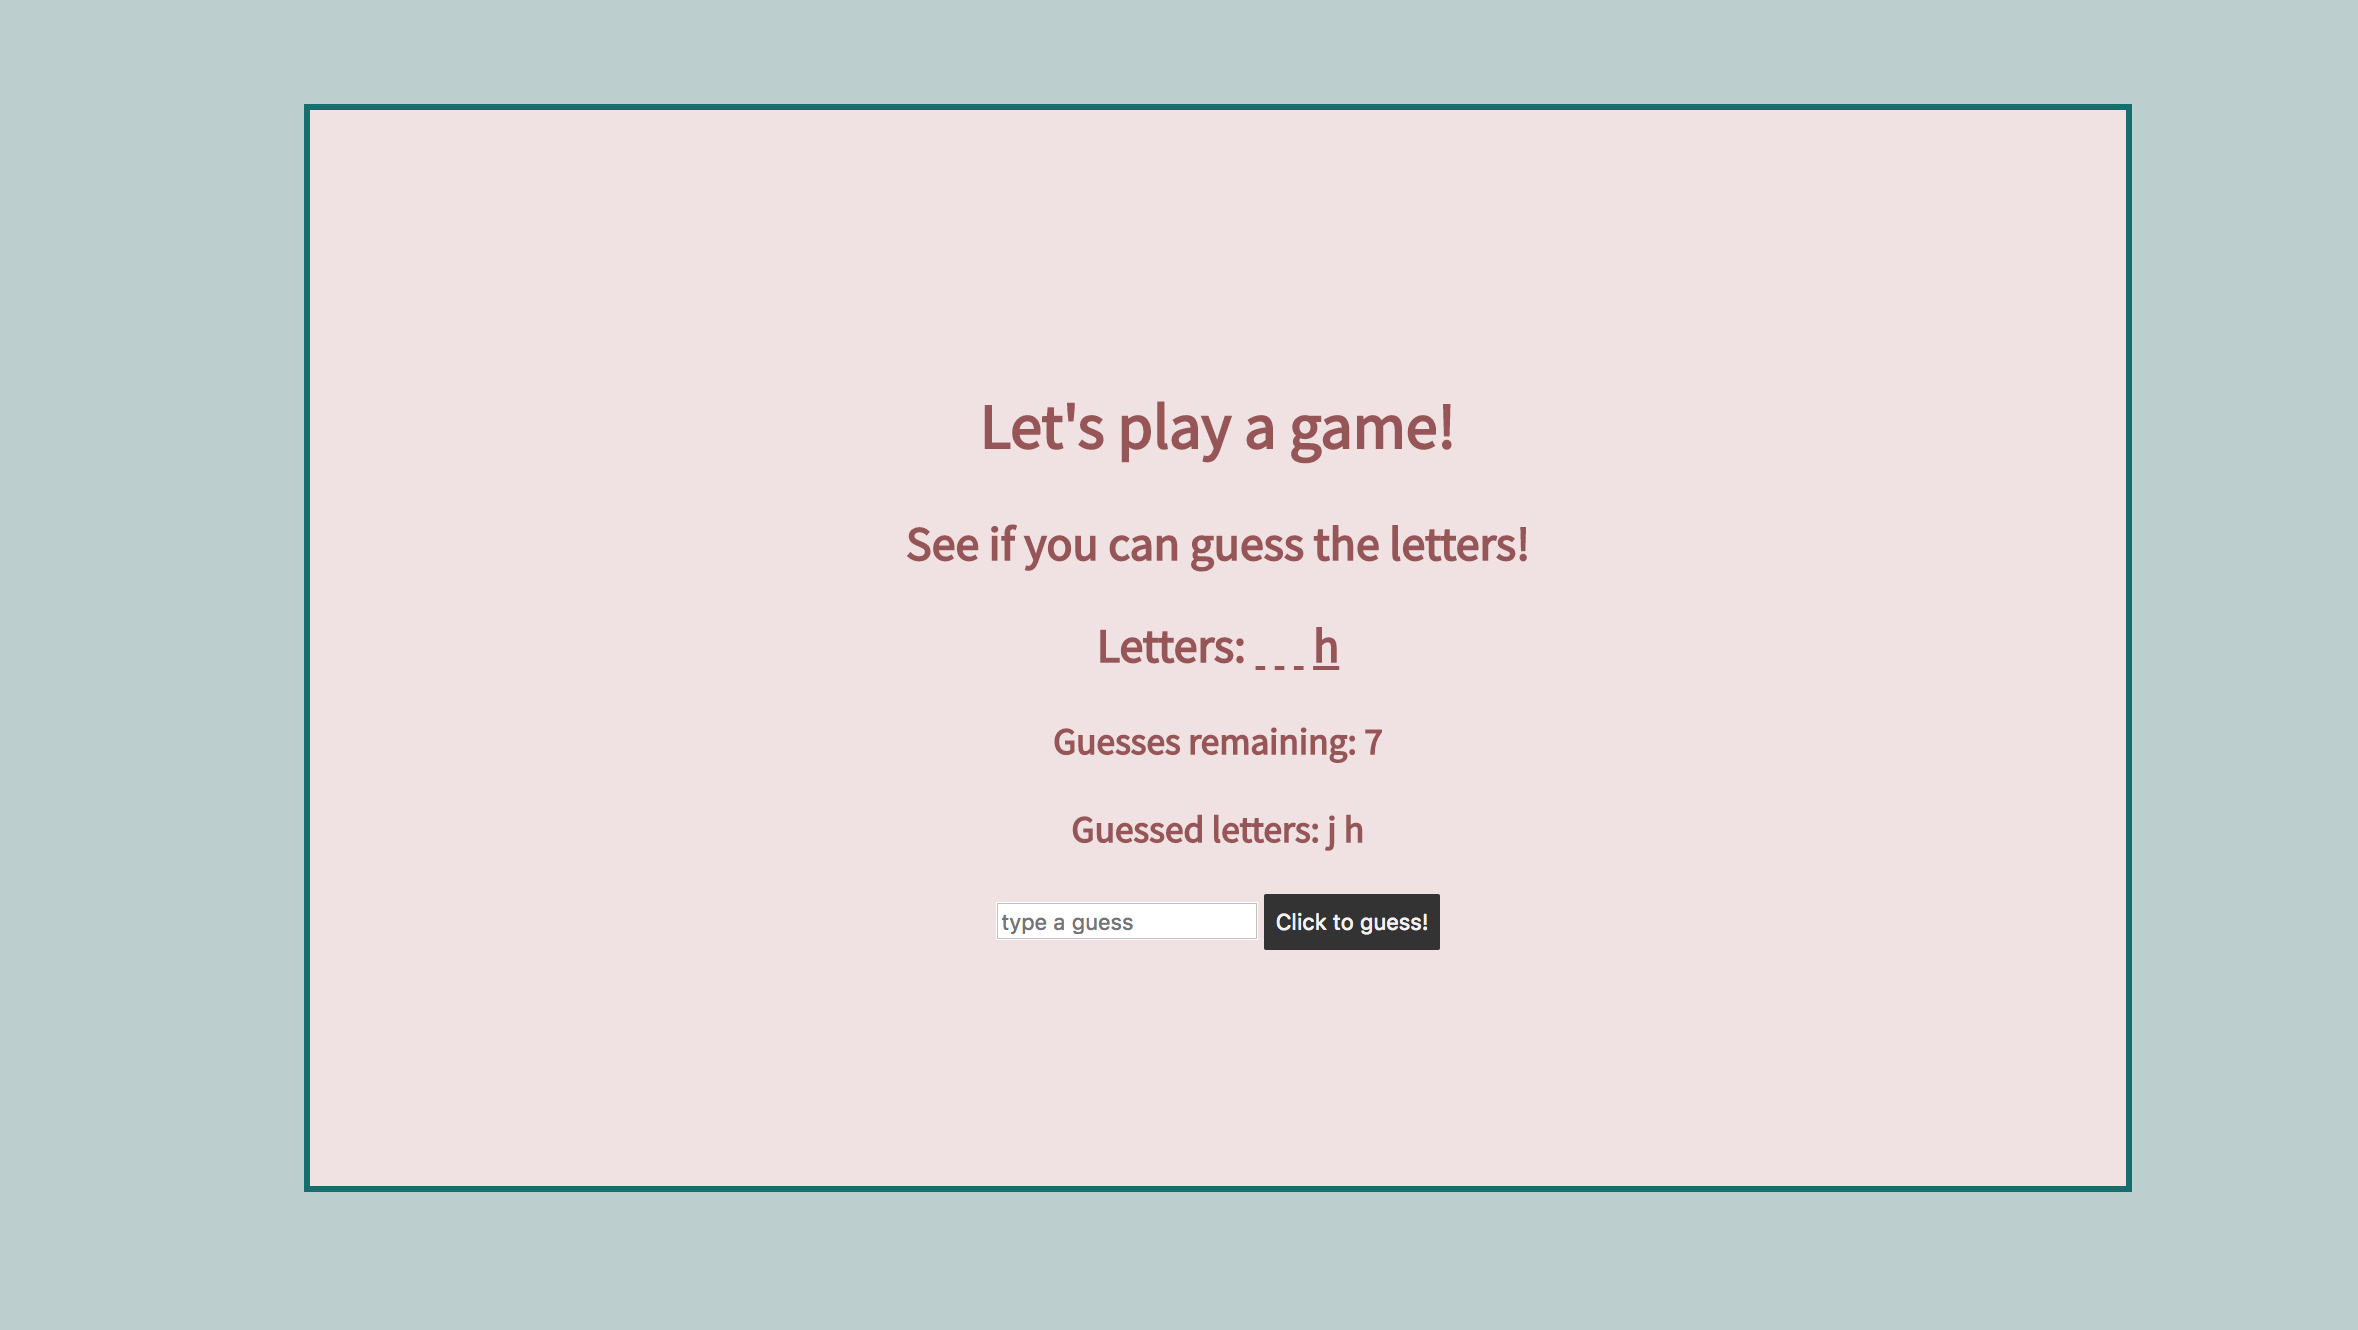 Let's play a game!
See if you can guess the letters!
Letters: _ _ _ h
Guesses remaining: 7
Guessed letters: j h
type a guess Click to guess!